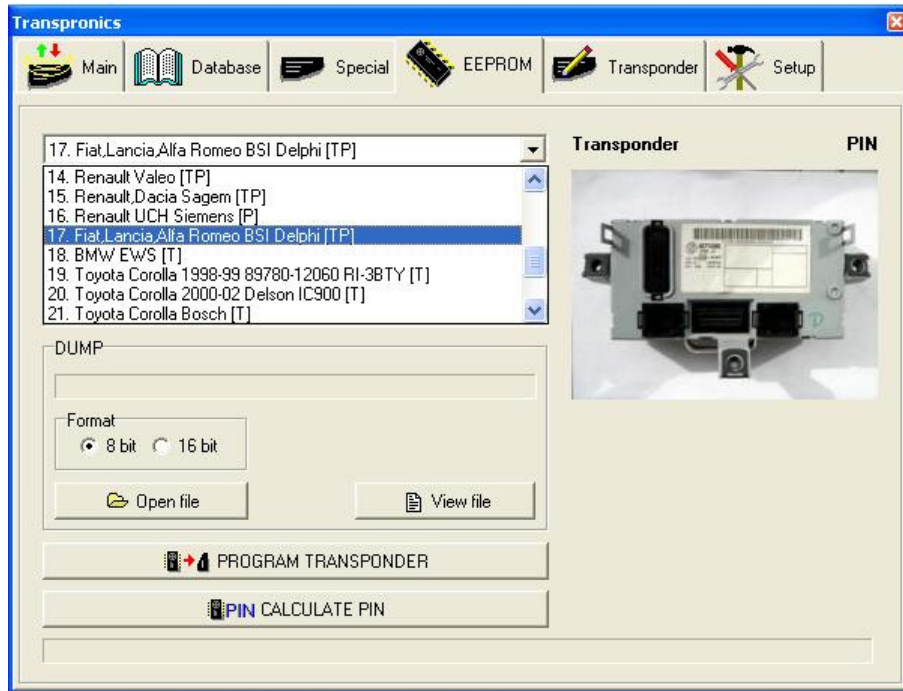 Transpronics
Main
Database
Special
EEPROM
Transponder
Setup
17. Fiat,Lancia,Alfa Romeo BSI Delphi [TP]
14. Renault Valeo [TP]
15. Renault,Dacia Sagem [TP]
16. Renault UCH Siemens [P]
17. Fiat,Lancia,Alfa Romeo BSI Delphi [TP]
18. BMW EWS [T]
19. Toyota Corolla 1998-99 89780-12060 RI-3BTY [T]
20. Toyota Corolla 2000-02 Delson IC900 [T]
21. Toyota Corolla Bosch [T]
Transponder PIN
DUMP
Format
8 bit 16 bit
Open file
View file
PROGRAM TRANSPONDER
PIN CALCULATE PIN